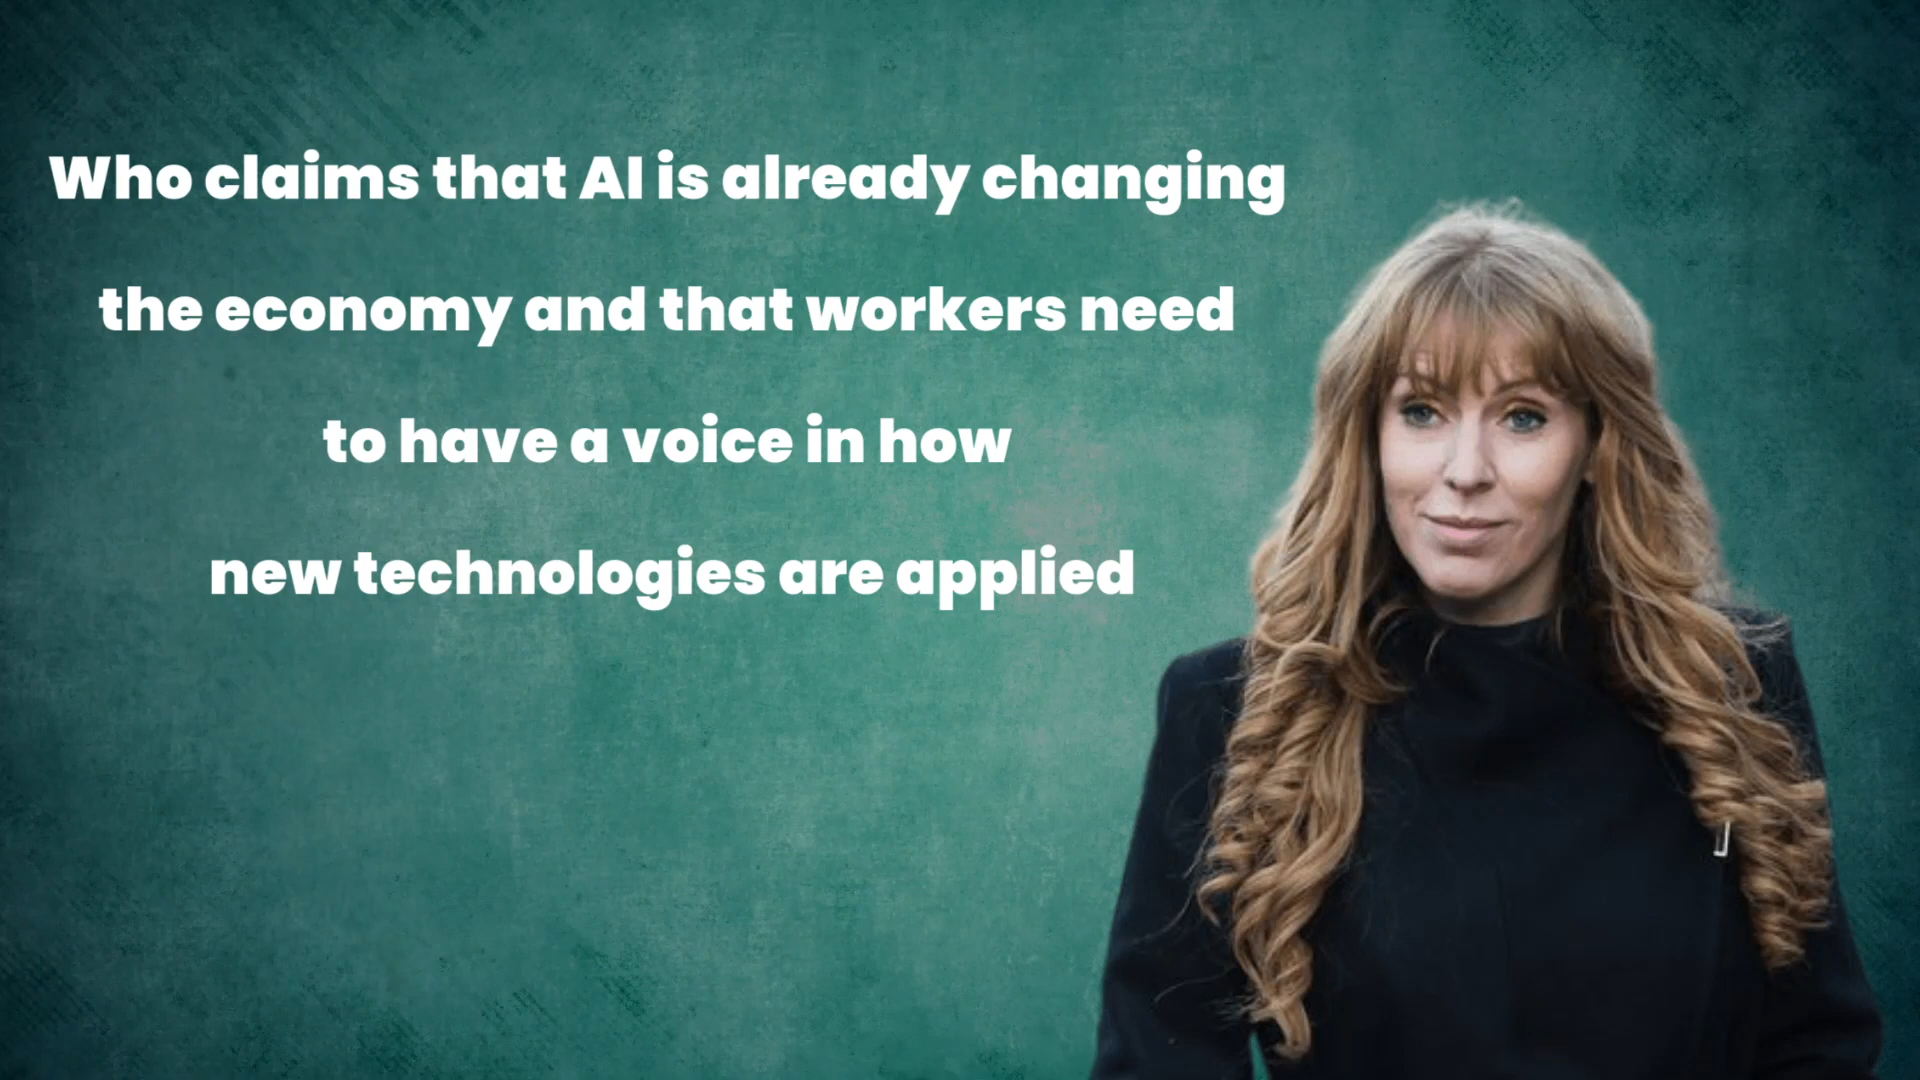 Who claims that AI is already changing
the economy and that workers need
to have a voice in how
new technologies are applied